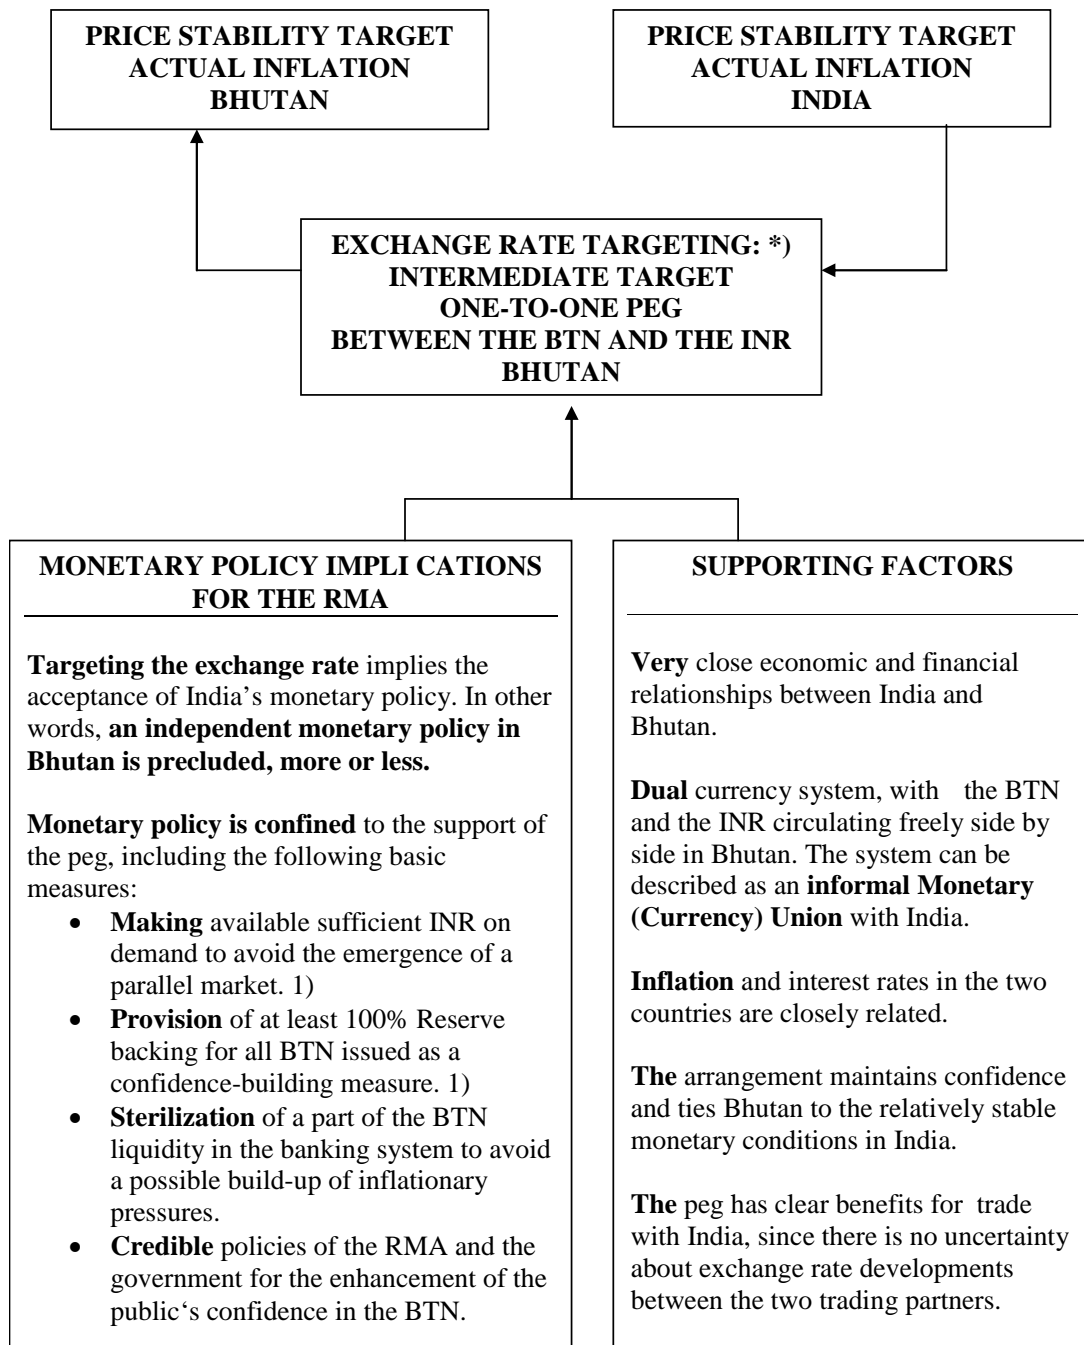 PRICE STABILITY TARGET
ACTUAL INFLATION
BHUTAN
PRICE STABILITY TARGET
ACTUAL INFLATION
INDIA
EXCHANGE RATE TARGETING: *)
INTERMEDIATE TARGET
ONE-TO-ONE PEG
BETWEEN THE BTN AND THE INR
BHUTAN
MONETARY POLICY IMPLI CATIONS
FOR THE RMA
Targeting the exchange rate implies the
acceptance of India’s monetary policy. In other
words, an independent monetary policy in
Bhutan is precluded, more or less.
Monetary policy is confined to the support of
the peg, including the following basic
measures:
• Making available sufficient INR on
demand to avoid the emergence of a
parallel market. 1)
• Provision of at least 100% Reserve
backing for all BTN issued as a
confidence-building measure. 1)
• Sterilization of a part of the BTN
liquidity in the banking system to avoid
a possible build-up of inflationary
pressures.
• Credible policies of the RMA and the
government for the enhancement of the
public‘s confidence in the BTN.
SUPPORTING FACTORS
Very close economic and financial
relationships between India and
Bhutan.
Dual currency system, with the BTN
and the INR circulating freely side by
side in Bhutan. The system can be
described as an informal Monetary
(Currency) Union with India.
Inflation and interest rates in the two
countries are closely related.
The arrangement maintains confidence
and ties Bhutan to the relatively stable
monetary conditions in India.
The peg has clear benefits for trade
with India, since there is no uncertainty
about exchange rate developments
between the two trading partners.